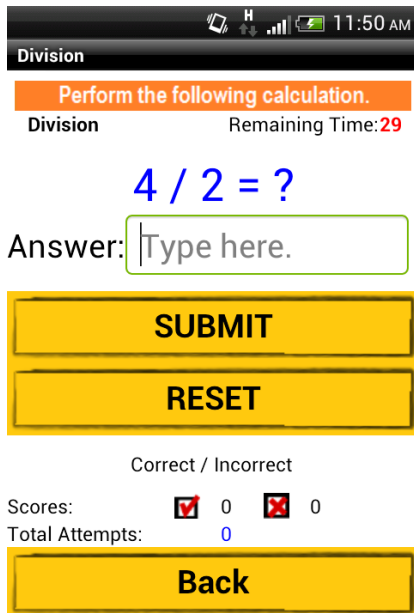 H 11:50 AM
Division
Perform the following calculation.
Division Remaining Time:29
4 / 2 = ?
Answer: Type here.
SUBMIT
RESET
Correct / Incorrect
Scores: 0 0
Total Attempts: 0
Back